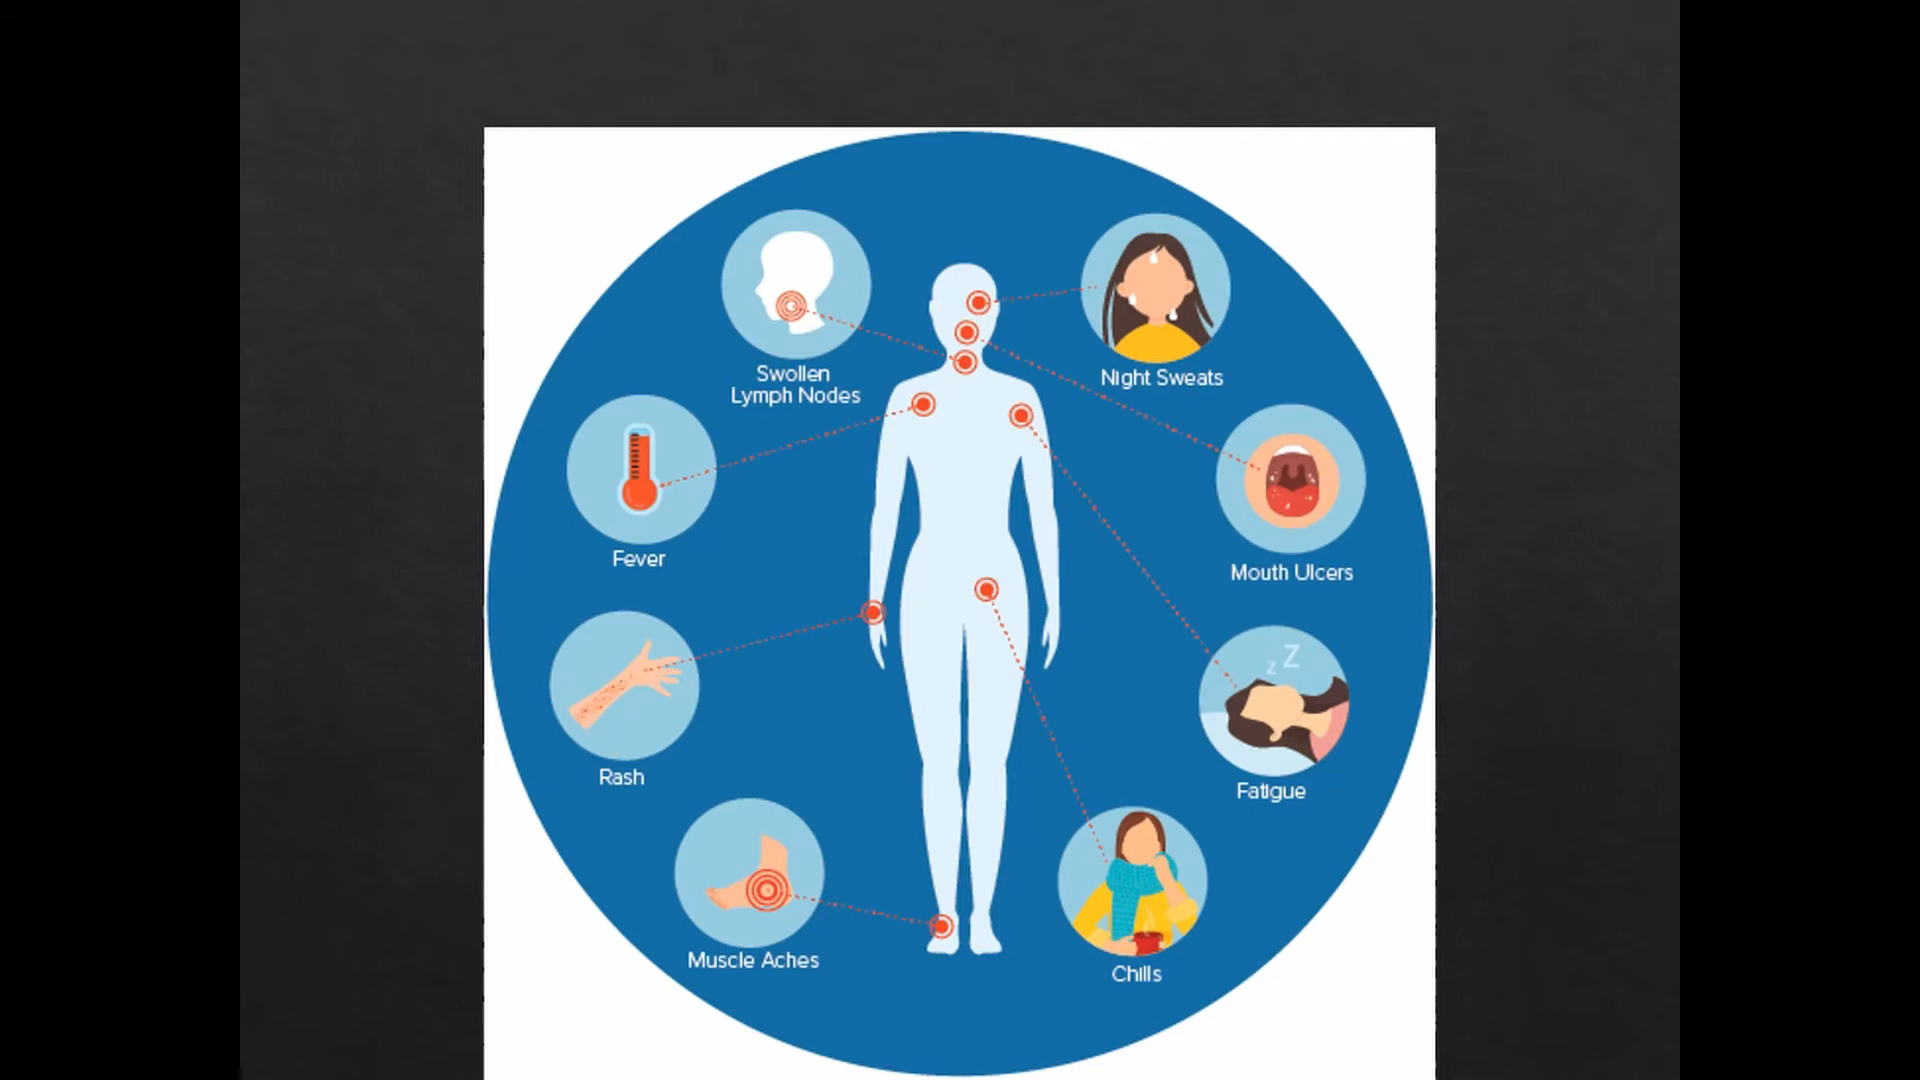 Swollen
Lymph Nodes
Night Sweats
Fever
Mouth Ulcers
Rash
z Z
Fatigue
Muscle Aches
Chills